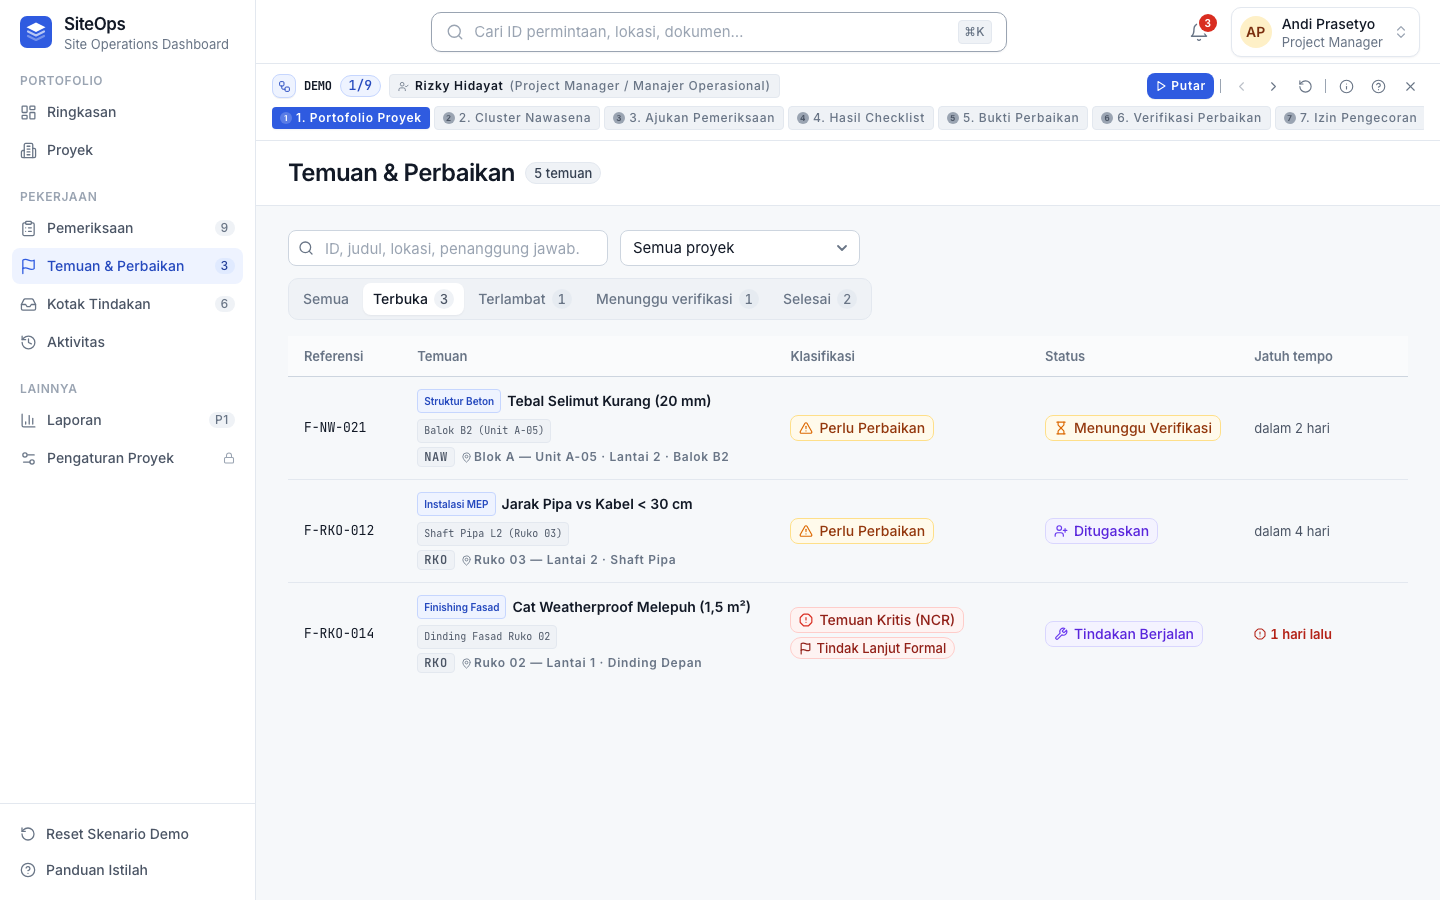 SiteOps
Site Operations Dashboard
PORTOFOLIO
Ringkasan
Proyek
PEKERJAAN
Pemeriksaan 9
Temuan & Perbaikan 3
Kotak Tindakan 6
Aktivitas
LAINNYA
Laporan P1
Pengaturan Proyek
Reset Skenario Demo
Panduan Istilah
Cari ID permintaan, lokasi, dokumen... ⌘K
3
AP
Andi Prasetyo
Project Manager
DEMO 1/9 Rizky Hidayat (Project Manager / Manajer Operasional) Putar
1 1. Portofolio Proyek 2 2. Cluster Nawasena 3 3. Ajukan Pemeriksaan 4 4. Hasil Checklist 5 5. Bukti Perbaikan 6 6. Verifikasi Perbaikan 7 7. Izin Pengecoran
Temuan & Perbaikan 5 temuan
ID, judul, lokasi, penanggung jawab. Semua proyek
Semua Terbuka 3 Terlambat 1 Menunggu verifikasi 1 Selesai 2
Referensi Temuan Klasifikasi Status Jatuh tempo
F-NW-021
Struktur Beton Tebal Selimut Kurang (20 mm)
Balok B2 (Unit A-05)
NAW Blok A — Unit A-05 · Lantai 2 · Balok B2
Perlu Perbaikan
Menunggu Verifikasi
dalam 2 hari
F-RKO-012
Instalasi MEP Jarak Pipa vs Kabel < 30 cm
Shaft Pipa L2 (Ruko 03)
RKO Ruko 03 — Lantai 2 · Shaft Pipa
Perlu Perbaikan
Ditugaskan
dalam 4 hari
F-RKO-014
Finishing Fasad Cat Weatherproof Melepuh (1,5 m²)
Dinding Fasad Ruko 02
RKO Ruko 02 — Lantai 1 · Dinding Depan
Temuan Kritis (NCR)
Tindak Lanjut Formal
Tindakan Berjalan
1 hari lalu